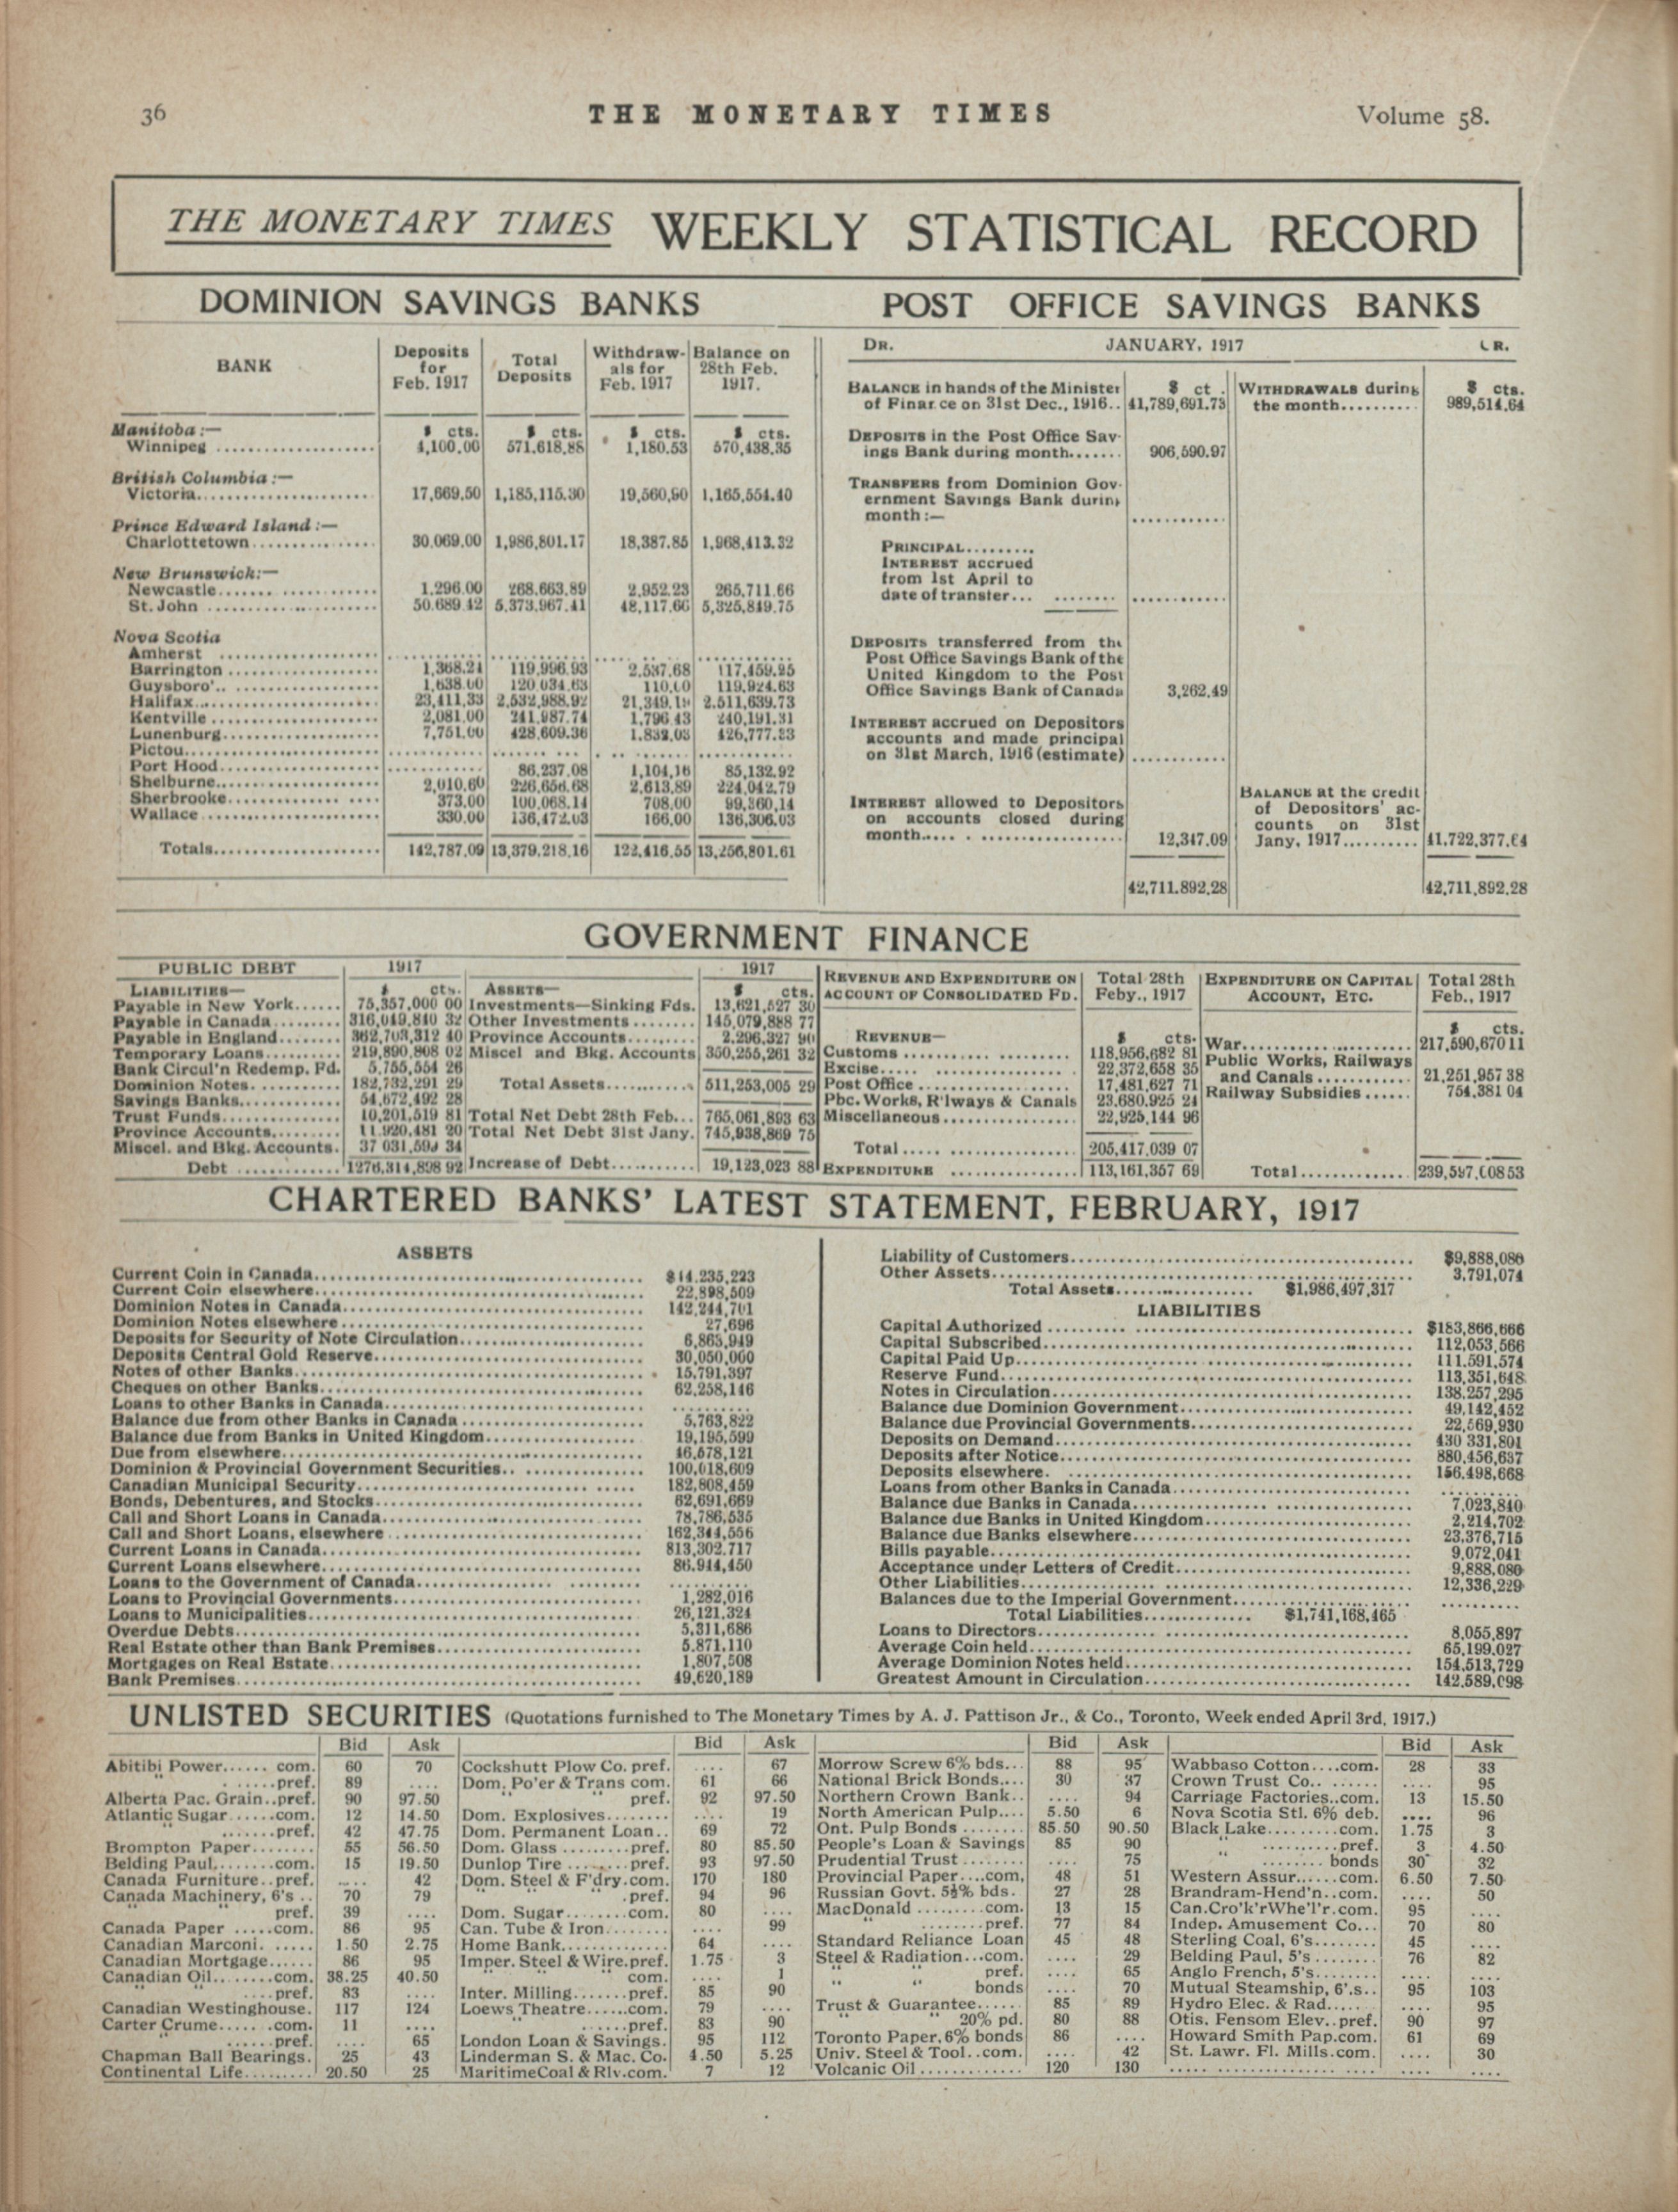 36
THE MONETARY TIMES
Volume 58.
THE MONETARY TIMES WEEKLY STATISTICAL RECORD
DOMINION SAVINGS BANKS
BANK | Deposits for Feb. 1917 | Total Deposits | Withdrawals for Feb. 1917 | Balance on 28th Feb. 1917.
$ cts. | $ cts. | $ cts. | $ cts.
Manitoba:—
Winnipeg 4,100.00 571,618.88 1,180.53 570,438.35
British Columbia:—
Victoria 17,669.50 1,185,115.30 19,560.90 1,165,554.40
Prince Edward Island:—
Charlottetown 30,069.00 1,986,801.17 18,387.85 1,968,413.32
New Brunswick:—
Newcastle 1,296.00 268,663.89 2,952.23 265,711.66
St. John 50,689.42 5,373,967.41 48,117.66 5,325,849.75
Nova Scotia
Amherst
Barrington 1,368.21 119,996.93 2,537.68 117,459.25
Guysboro' 1,638.00 120,034.63 110.00 119,924.63
Halifax 23,411.33 2,532,988.92 21,349.19 2,511,639.73
Kentville 2,081.00 241,987.74 1,796.43 240,191.31
Lunenburg 7,751.00 428,609.36 1,832.03 426,777.33
Pictou
Port Hood 86,237.08 1,104.16 85,132.92
Shelburne 2,010.60 226,656.68 2,613.89 224,042.79
Sherbrooke 373.00 100,068.14 708.00 99,360.14
Wallace 330.00 136,472.03 166.00 136,306.03
Totals 142,787.09 13,379,218.16 122,416.55 13,256,801.61
POST OFFICE SAVINGS BANKS
DR. JANUARY, 1917 CR.
BALANCE in hands of the Minister $ ct
of Finance on 31st Dec., 1916.. 41,789,691.73
DEPOSITS in the Post Office Sav-
ings Bank during month....... 906,590.97
TRANSFERS from Dominion Gov-
ernment Savings Bank during
month:—
PRINCIPAL.........
INTEREST accrued
from 1st April to
date of transfer...
DEPOSITS transferred from the
Post Office Savings Bank of the
United Kingdom to the Post
Office Savings Bank of Canada 3,262.49
INTEREST accrued on Depositors
accounts and made principal
on 31st March, 1916 (estimate)
INTEREST allowed to Depositors
on accounts closed during
month 12,347.09
42,711,892.28
WITHDRAWALS during $ cts.
the month.......... 989,514.64
BALANCE at the credit
of Depositors' ac-
counts on 31st
Jany, 1917.......... 41,722,377.64
42,711,892.28
GOVERNMENT FINANCE
PUBLIC DEBT 1917
LIABILITIES— $ cts.
Payable in New York 75,357,000 00
Payable in Canada 316,049,840 32
Payable in England 362,703,312 40
Temporary Loans 219,890,808 02
Bank Circul'n Redemp. Fd. 5,755,554 26
Dominion Notes 182,732,291 29
Savings Banks 54,672,492 28
Trust Funds 10,201,519 81
Province Accounts 11,920,481 20
Miscel. and Bkg. Accounts. 37 031,594 34
Debt 1276,314,898 92
1917
ASSETS— $ cts.
Investments—Sinking Fds. 13,621,527 30
Other Investments 145,079,888 77
Province Accounts 2,296,327 90
Miscel and Bkg. Accounts 350,255,261 32
Total Assets 511,253,005 29
Total Net Debt 28th Feb... 765,061,893 63
Total Net Debt 31st Jany. 745,938,869 75
Increase of Debt 19,123,023 88
REVENUE AND EXPENDITURE ON ACCOUNT OF CONSOLIDATED FD. Total 28th Feby., 1917
REVENUE— $ cts.
Customs 118,956,682 81
Excise 22,372,658 35
Post Office 17,481,627 71
Pbc. Works, R'lways & Canals 23,680,925 24
Miscellaneous 22,925,144 96
Total 205,417,039 07
EXPENDITURE 113,161,357 69
EXPENDITURE ON CAPITAL ACCOUNT, ETC. Total 28th Feb., 1917
$ cts.
War 217,590,670 11
Public Works, Railways
and Canals 21,251,957 38
Railway Subsidies 754,381 04
Total 239,597,008 53
CHARTERED BANKS' LATEST STATEMENT, FEBRUARY, 1917
ASSETS
Current Coin in Canada $14,235,223
Current Coin elsewhere 22,898,509
Dominion Notes in Canada 142,244,701
Dominion Notes elsewhere 27,696
Deposits for Security of Note Circulation 6,865,949
Deposits Central Gold Reserve 30,050,000
Notes of other Banks 15,791,397
Cheques on other Banks 62,258,146
Loans to other Banks in Canada
Balance due from other Banks in Canada 5,763,822
Balance due from Banks in United Kingdom 19,195,599
Due from elsewhere 46,678,121
Dominion & Provincial Government Securities 100,018,609
Canadian Municipal Security 182,808,459
Bonds, Debentures, and Stocks 62,691,669
Call and Short Loans in Canada 78,786,535
Call and Short Loans, elsewhere 162,344,556
Current Loans in Canada 813,302,717
Current Loans elsewhere 86,944,450
Loans to the Government of Canada
Loans to Provincial Governments 1,282,016
Loans to Municipalities 26,121,324
Overdue Debts 5,311,686
Real Estate other than Bank Premises 5,871,110
Mortgages on Real Estate 1,807,508
Bank Premises 49,620,189
Liability of Customers $9,888,080
Other Assets 3,791,074
Total Assets $1,986,497,317
LIABILITIES
Capital Authorized $183,866,666
Capital Subscribed 112,053,566
Capital Paid Up 111,591,574
Reserve Fund 113,351,648
Notes in Circulation 138,257,295
Balance due Dominion Government 49,142,452
Balance due Provincial Governments 22,569,930
Deposits on Demand 430 331,801
Deposits after Notice 880,456,637
Deposits elsewhere. 156,498,668
Loans from other Banks in Canada
Balance due Banks in Canada 7,023,840
Balance due Banks in United Kingdom 2,214,702
Balance due Banks elsewhere 23,376,715
Bills payable 9,072,041
Acceptance under Letters of Credit 9,888,080
Other Liabilities 12,336,229
Balances due to the Imperial Government
Total Liabilities $1,741,168,465
Loans to Directors 8,055,897
Average Coin held 65,199,027
Average Dominion Notes held 154,513,729
Greatest Amount in Circulation 142,589,098
UNLISTED SECURITIES (Quotations furnished to The Monetary Times by A. J. Pattison Jr., & Co., Toronto, Week ended April 3rd, 1917.)
Bid Ask
Abitibi Power...... com. 60 70
" ......pref. 89 ....
Alberta Pac. Grain..pref. 90 97.50
Atlantic Sugar......com. 12 14.50
" .......pref. 42 47.75
Brompton Paper........ 55 56.50
Belding Paul........com. 15 19.50
Canada Furniture..pref. .... 42
Canada Machinery, 6's .. 70 79
" pref. 39 ....
Canada Paper .....com. 86 95
Canadian Marconi. ..... 1.50 2.75
Canadian Mortgage...... 86 95
Canadian Oil........com. 38.25 40.50
" " ....pref. 83 ....
Canadian Westinghouse. 117 124
Carter Crume.......com. 11 ....
" ......pref. .... 65
Chapman Ball Bearings. 25 43
Continental Life......... 20.50 25
Bid Ask
Cockshutt Plow Co. pref. .... 67
Dom. Po'er & Trans com. 61 66
" " pref. 92 97.50
Dom. Explosives........ .... 19
Dom. Permanent Loan.. 69 72
Dom. Glass .........pref. 80 85.50
Dunlop Tire ........pref. 93 97.50
Dom. Steel & F'dry.com. 170 180
" " " .pref. 94 96
Dom. Sugar........com. 80 ....
Can. Tube & Iron........ .... 99
Home Bank............. 64 ....
Imper. Steel & Wire.pref. 1.75 3
" " com. .... 1
Inter. Milling.......pref. 85 90
Loews Theatre......com. 79 ....
" ......pref. 83 90
London Loan & Savings. 95 112
Linderman S. & Mac. Co. 4.50 5.25
Maritime Coal & Rlv.com. 7 12
Bid Ask
Morrow Screw 6% bds... 88 95
National Brick Bonds.... 30 37
Northern Crown Bank.. .... 94
North American Pulp.... 5.50 6
Ont. Pulp Bonds ........ 85.50 90.50
People's Loan & Savings 85 90
Prudential Trust ........ .... 75
Provincial Paper....com. 48 51
Russian Govt. 5½% bds. 27 28
MacDonald .........com. 13 15
" ........pref. 77 84
Standard Reliance Loan 45 48
Steel & Radiation...com. .... 29
" " pref. .... 65
" " bonds .... 70
Trust & Guarantee...... 85 89
" " 20% pd. 80 88
Toronto Paper, 6% bonds 86 ....
Univ. Steel & Tool..com. .... 42
Volcanic Oil ............. 120 130
Bid Ask
Wabbaso Cotton....com. 28 33
Crown Trust Co.. ...... .... 95
Carriage Factories..com. 13 15.50
Nova Scotia Stl. 6% deb. .... 96
Black Lake.........com. 1.75 3
" ..........pref. 3 4.50
" ........ bonds 30 32
Western Assur......com. 6.50 7.50
Brandram-Hend'n..com. .... 50
Can.Cro'k'rWhe'l'r.com. 95 ....
Indep. Amusement Co... 70 80
Sterling Coal, 6's........ 45 ....
Belding Paul, 5's ........ 76 82
Anglo French, 5's........ .... ....
Mutual Steamship, 6's.. 95 103
Hydro Elec. & Rad..... .... 95
Otis. Fensom Elev..pref. 90 97
Howard Smith Pap.com. 61 69
St. Lawr. Fl. Mills.com. .... 30